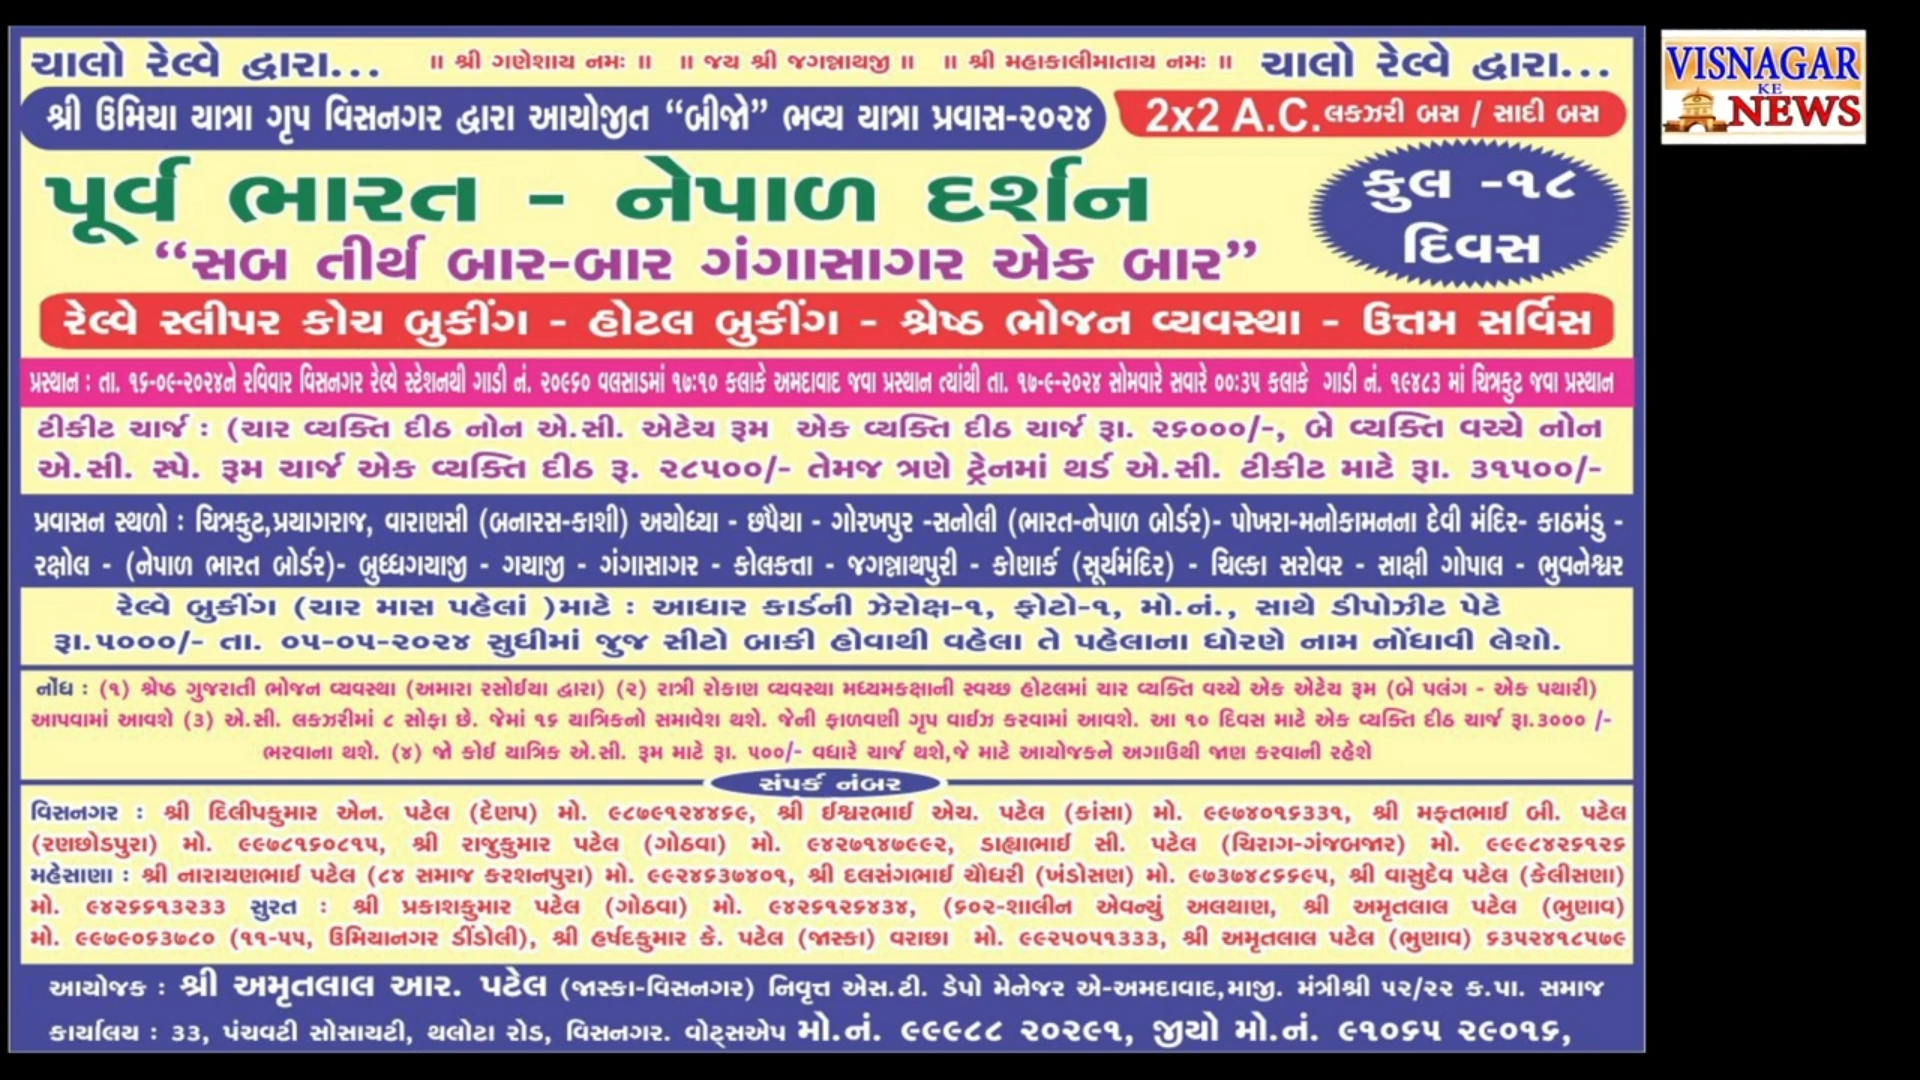 ચાલો રેલ્વે દ્વારા... ॥ શ્રી ગણેશાય નમઃ ॥ ॥ જય શ્રી જગન્નાથજી ॥ ॥ શ્રી મહાકાલીમાતાય નમઃ ॥ ચાલો રેલ્વે દ્વારા...
VISNAGAR
KE
NEWS
શ્રી ઉમિયા યાત્રા ગૃપ વિસનગર દ્વારા આયોજીત “બીજો” ભવ્ય યાત્રા પ્રવાસ-૨૦૨૪ 2x2 A.C. લકઝરી બસ / સાદી બસ
પૂર્વ ભારત - નેપાળ દર્શન
કુલ -૧૮
દિવસ
“સબ તીર્થ બાર-બાર ગંગાસાગર એક બાર”
રેલ્વે સ્લીપર કોચ બુકીંગ - હોટલ બુકીંગ - શ્રેષ્ઠ ભોજન વ્યવસ્થા - ઉત્તમ સર્વિસ
પ્રસ્થાન : તા. ૧૬-૦૯-૨૦૨૪ને રવિવાર વિસનગર રેલ્વે સ્ટેશનથી ગાડી નં. ૨૦૯૬૦ વલસાડમાં ૧૭:૧૦ કલાકે અમદાવાદ જવા પ્રસ્થાન ત્યાંથી તા. ૧૭-૯-૨૦૨૪ સોમવારે સવારે ૦૦:૩૫ કલાકે ગાડી નં. ૧૯૪૮૩ માં ચિત્રકુટ જવા પ્રસ્થાન
ટીકીટ ચાર્જ : (ચાર વ્યક્તિ દીઠ નોન એ.સી. એટેચ રૂમ એક વ્યક્તિ દીઠ ચાર્જ રૂા. ૨૬૦૦૦/-, બે વ્યક્તિ વચ્ચે નોન
એ.સી. સ્પે. રૂમ ચાર્જ એક વ્યક્તિ દીઠ રૂ. ૨૮૫૦૦/- તેમજ ત્રણે ટ્રેનમાં થર્ડ એ.સી. ટીકીટ માટે રૂા. ૩૧૫૦૦/-
પ્રવાસન સ્થળો : ચિત્રકુટ,પ્રયાગરાજ, વારાણસી (બનારસ-કાશી) અયોધ્યા - છપૈયા - ગોરખપુર -સનોલી (ભારત-નેપાળ બોર્ડર)- પોખરા-મનોકામનના દેવી મંદિર- કાઠમંડુ -
રક્ષોલ - (નેપાળ ભારત બોર્ડર)- બુધ્ધગયાજી - ગયાજી - ગંગાસાગર - કોલકત્તા - જગન્નાથપુરી - કોણાર્ક (સૂર્યમંદિર) - ચિલ્કા સરોવર - સાક્ષી ગોપાલ - ભુવનેશ્વર
રેલ્વે બુકીંગ (ચાર માસ પહેલાં )માટે : આધાર કાર્ડની ઝેરોક્ષ-૧, ફોટો-૧, મો.નં., સાથે ડીપોઝીટ પેટે
રૂા.૫૦૦૦/- તા. ૦૫-૦૫-૨૦૨૪ સુધીમાં જુજ સીટો બાકી હોવાથી વહેલા તે પહેલાના ધોરણે નામ નોંધાવી લેશો.
નોંધ : (૧) શ્રેષ્ઠ ગુજરાતી ભોજન વ્યવસ્થા (અમારા રસોઈયા દ્વારા) (૨) રાત્રી રોકાણ વ્યવસ્થા મધ્યમકક્ષાની સ્વચ્છ હોટલમાં ચાર વ્યક્તિ વચ્ચે એક એટેચ રૂમ (બે પલંગ - એક પથારી)
આપવામાં આવશે (૩) એ.સી. લકઝરીમાં ૮ સોફા છે. જેમાં ૧૬ યાત્રિકનો સમાવેશ થશે. જેની ફાળવણી ગૃપ વાઈઝ કરવામાં આવશે. આ ૧૦ દિવસ માટે એક વ્યક્તિ દીઠ ચાર્જ રૂા.૩૦૦૦ /-
ભરવાના થશે. (૪) જો કોઈ યાત્રિક એ.સી. રૂમ માટે રૂા. ૫૦૦/- વધારે ચાર્જ થશે,જે માટે આયોજકને અગાઉથી જાણ કરવાની રહેશે
સંપર્ક નંબર
વિસનગર : શ્રી દિલીપકુમાર એન. પટેલ (દેણપ) મો. ૯૮૭૯૧૨૪૪૬૯, શ્રી ઈશ્વરભાઈ એચ. પટેલ (કાંસા) મો. ૯૯૭૪૦૧૬૩૩૧, શ્રી મફતભાઈ બી. પટેલ
(રણછોડપુરા) મો. ૯૯૭૮૧૬૦૮૧૫, શ્રી રાજુકુમાર પટેલ (ગોઠવા) મો. ૯૪૨૭૧૪૭૯૯૨, ડાહ્યાભાઈ સી. પટેલ (ચિરાગ-ગંજબજાર) મો. ૯૯૯૮૪૨૬૧૨૬
મહેસાણા : શ્રી નારાયણભાઈ પટેલ (૮૪ સમાજ કરશનપુરા) મો. ૯૯૨૪૬૩૭૪૦૧, શ્રી દલસંગભાઈ ચૌધરી (ખંડોસણ) મો. ૯૭૩૭૪૮૬૬૯૫, શ્રી વાસુદેવ પટેલ (કેલીસણા)
મો. ૯૪૨૬૬૧૩૨૩૩ સુરત : શ્રી પ્રકાશકુમાર પટેલ (ગોઠવા) મો. ૯૪૨૬૧૨૬૪૩૪, (૬૦૨-શાલીન એવન્યું અલથાણ, શ્રી અમૃતલાલ પટેલ (ભુણાવ)
મો. ૯૯૭૯૦૬૩૭૮૦ (૧૧-૫૫, ઉમિયાનગર ડીંડોલી), શ્રી હર્ષદકુમાર કે. પટેલ (જાસ્કા) વરાછા મો. ૯૯૨૫૦૫૧૩૩૩, શ્રી અમૃતલાલ પટેલ (ભુણાવ) ૬૩૫૨૪૧૮૫૭૯
આયોજક : શ્રી અમૃતલાલ આર. પટેલ (જાસ્કા-વિસનગર) નિવૃત્ત એસ.ટી. ડેપો મેનેજર એ-અમદાવાદ,માજી. મંત્રીશ્રી ૫૨/૨૨ ક.પા. સમાજ
કાર્યાલય : ૩૩, પંચવટી સોસાયટી, થલોટા રોડ, વિસનગર. વોટ્સએપ મો.નં. ૯૯૯૮૮ ૨૦૨૯૧, જીયો મો.નં. ૯૧૦૬૫ ૨૯૦૧૬,